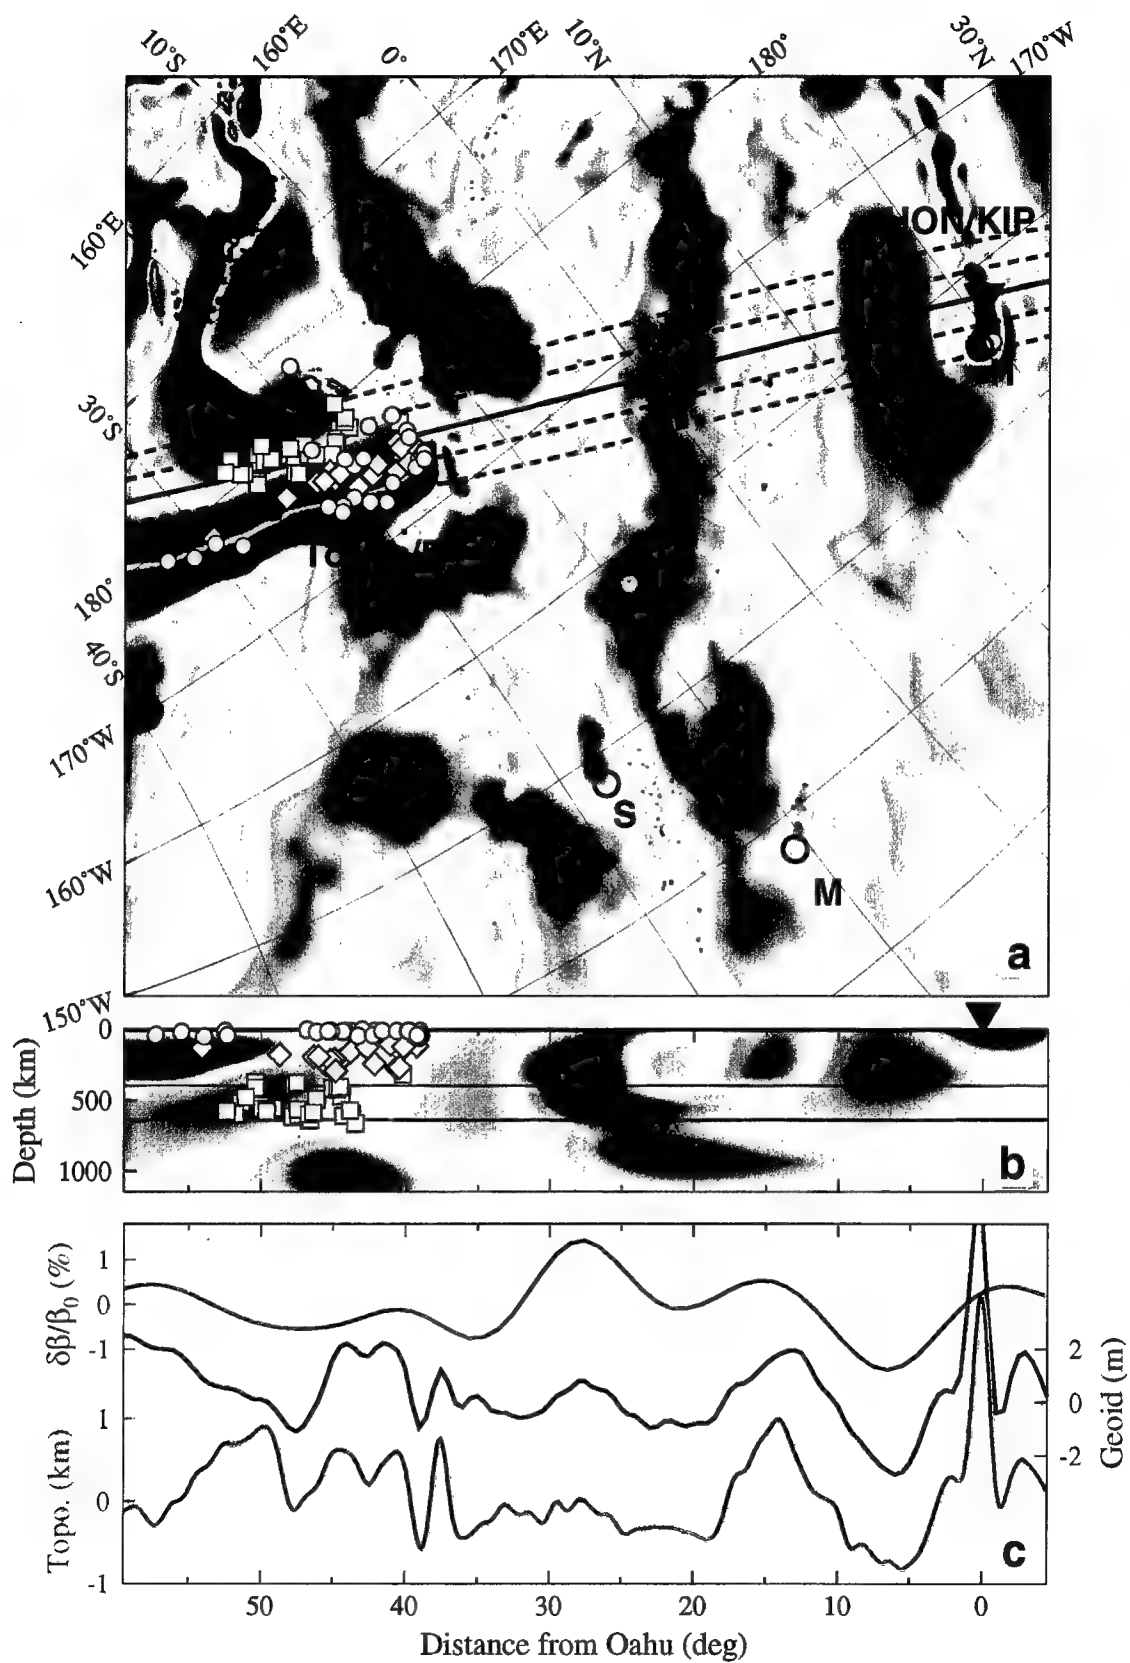 10°S 160°E 0° 170°E 10°N 180° 30°N 170°W
160°E
HON/KIP
30°S
To
180°
40°S
170°W
S
160°W
M
a
150°W
0
500
1000
Depth (km)
b
1
0
-1
δβ/β₀ (%)
2
0
-2
Geoid (m)
1
0
-1
Topo. (km)
c
50 40 30 20 10 0
Distance from Oahu (deg)